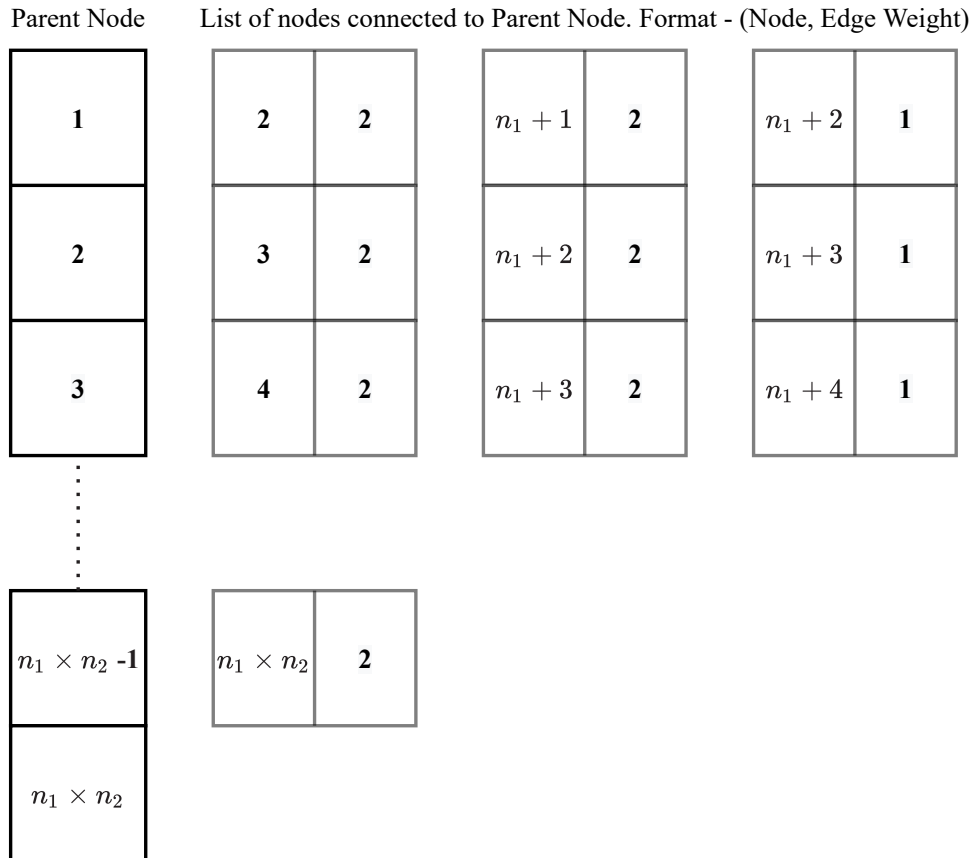 Parent Node List of nodes connected to Parent Node. Format - (Node, Edge Weight)
1 2 2 n₁ + 1 2 n₁ + 2 1
2 3 2 n₁ + 2 2 n₁ + 3 1
3 4 2 n₁ + 3 2 n₁ + 4 1
n₁ × n₂ -1 n₁ × n₂ 2
n₁ × n₂